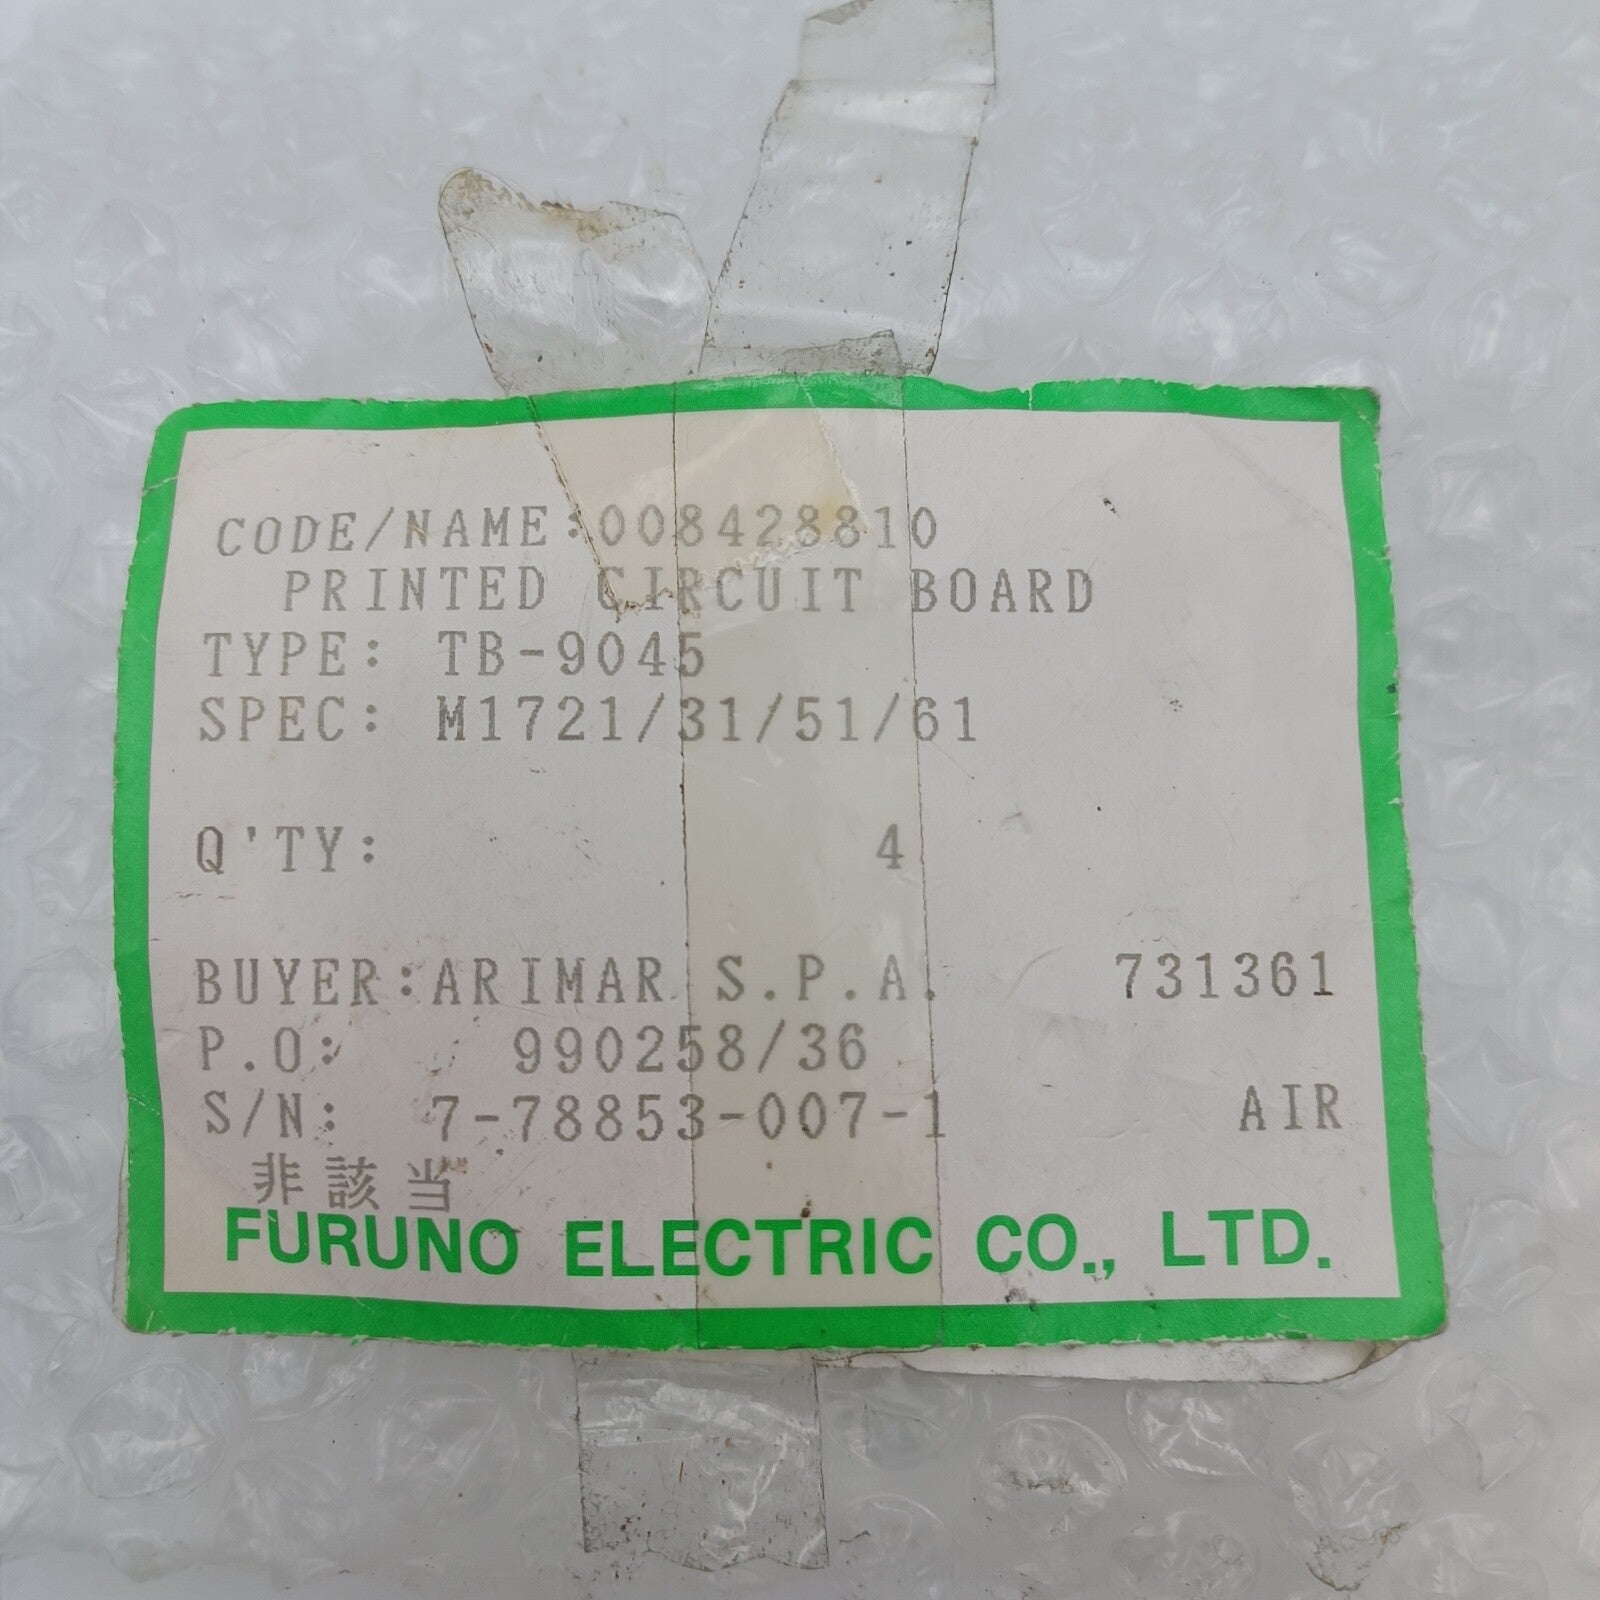 CODE/NAME:008428810
PRINTED CIRCUIT BOARD
TYPE: TB-9045
SPEC: M1721/31/51/61
Q'TY: 4
BUYER:ARIMAR S.P.A. 731361
P.O: 990258/36
S/N: 7-78853-007-1 AIR
非該当
FURUNO ELECTRIC CO., LTD.